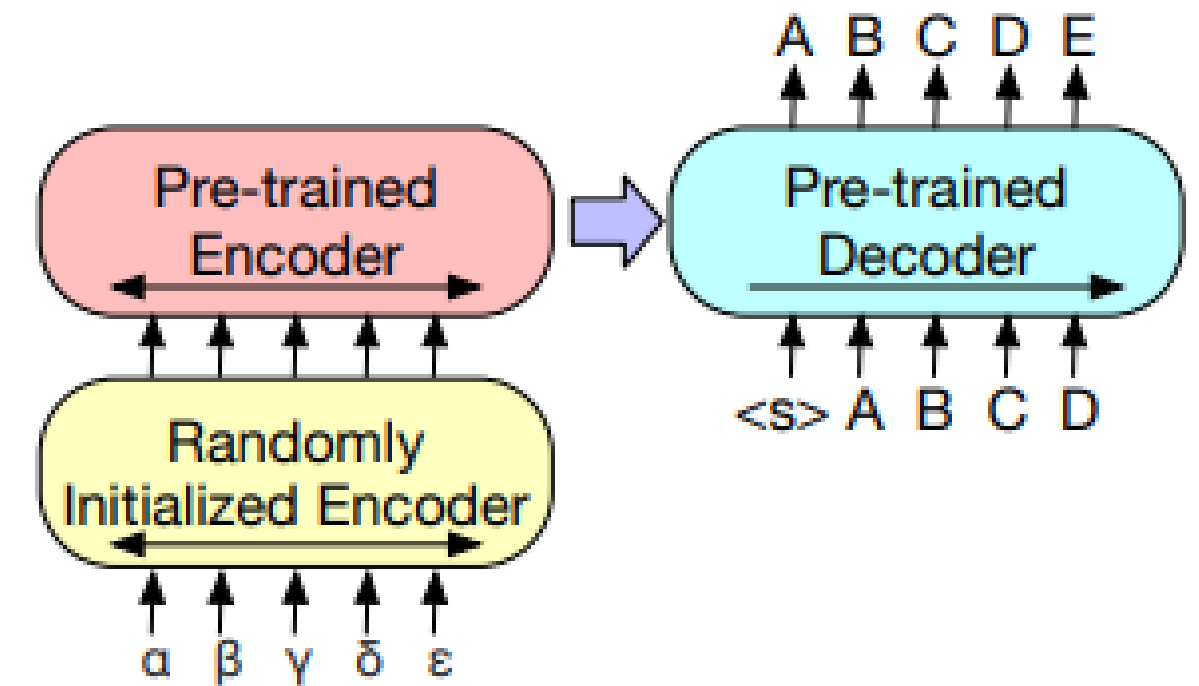 A B C D E
Pre-trained
Encoder
Pre-trained
Decoder
<s> A B C D
Randomly
Initialized Encoder
α β γ δ ε